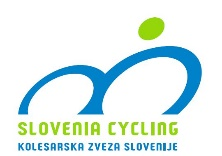 SLOVENIA CYCLING
KOLESARSKA ZVEZA SLOVENIJE